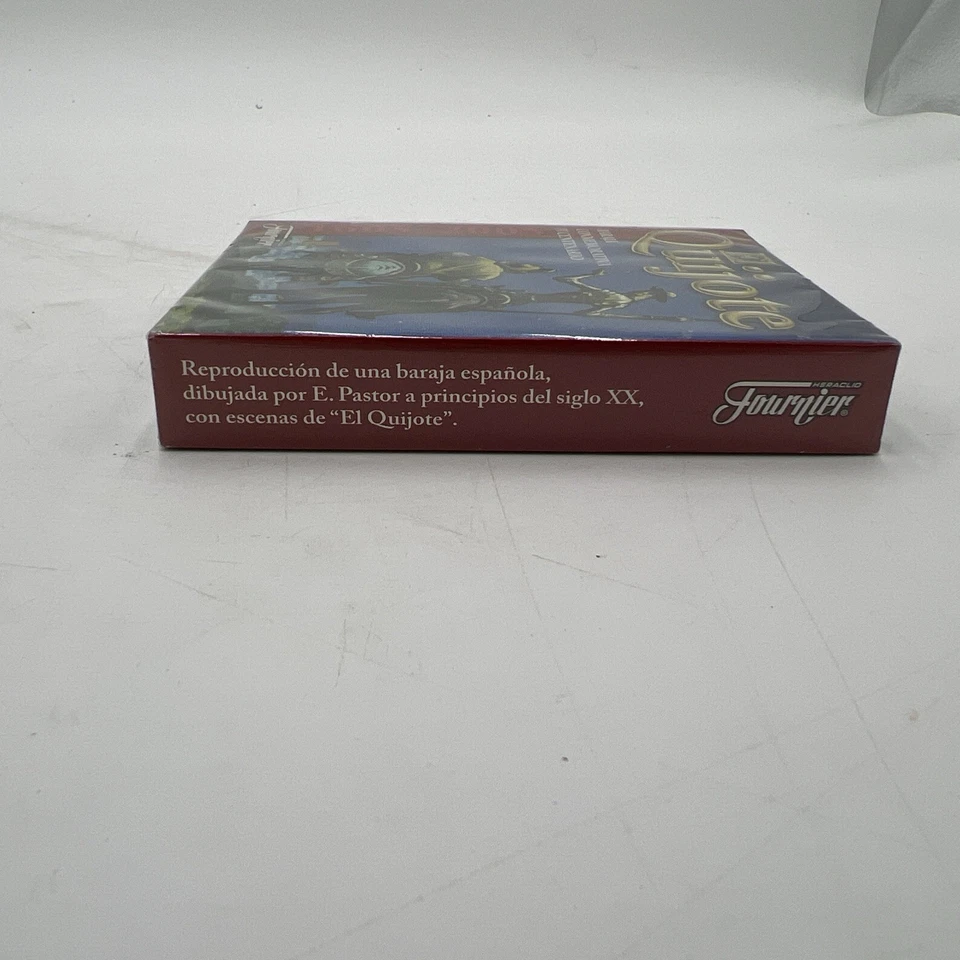 El
Quijote
Reproducción de una baraja española,
dibujada por E. Pastor a principios del siglo XX,
con escenas de “El Quijote”.
HERACLIO
Fournier®